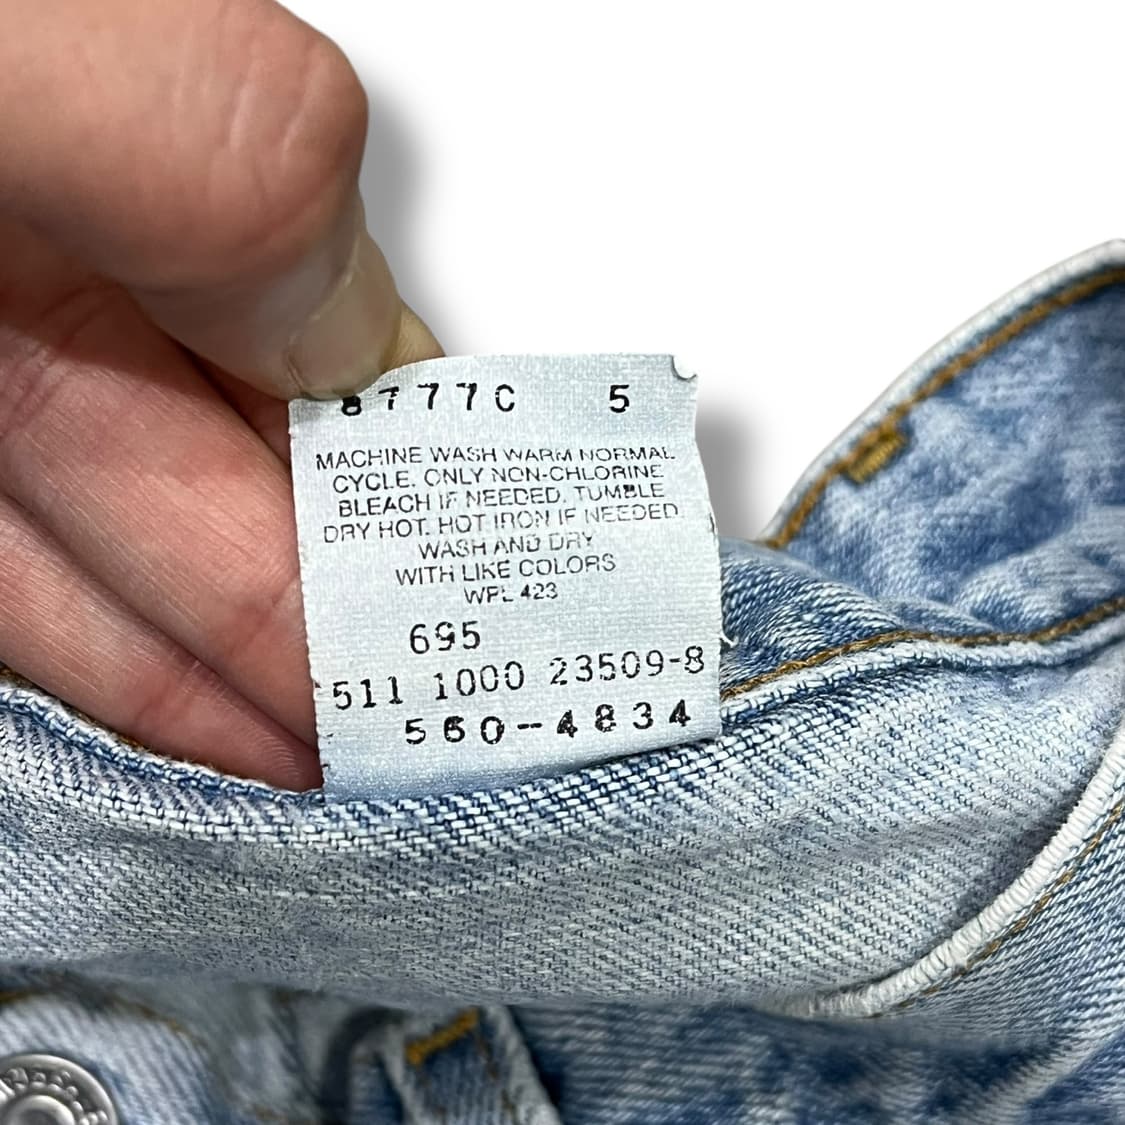 8777C 5
MACHINE WASH WARM NORMAL
CYCLE. ONLY NON-CHLORINE
BLEACH IF NEEDED. TUMBLE
DRY HOT. HOT IRON IF NEEDED.
WASH AND DRY
WITH LIKE COLORS
WPL 423
695
511 1000 23509-8
560-4834